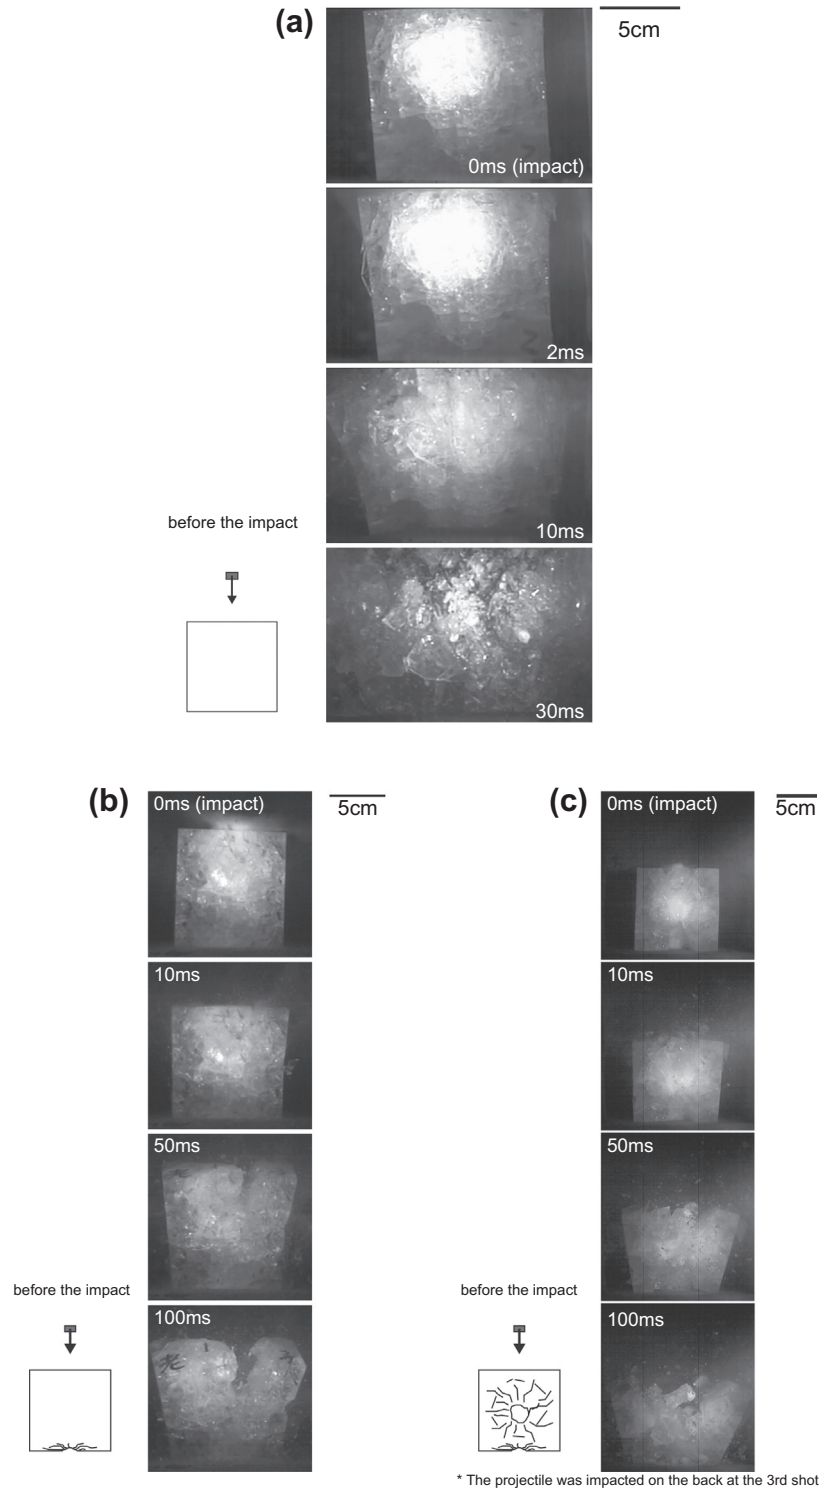 (a)
5cm
0ms (impact)
2ms
10ms
before the impact
30ms
(b)
0ms (impact)
5cm
10ms
50ms
before the impact
100ms
(c)
0ms (impact)
5cm
10ms
50ms
before the impact
100ms
* The projectile was impacted on the back at the 3rd shot